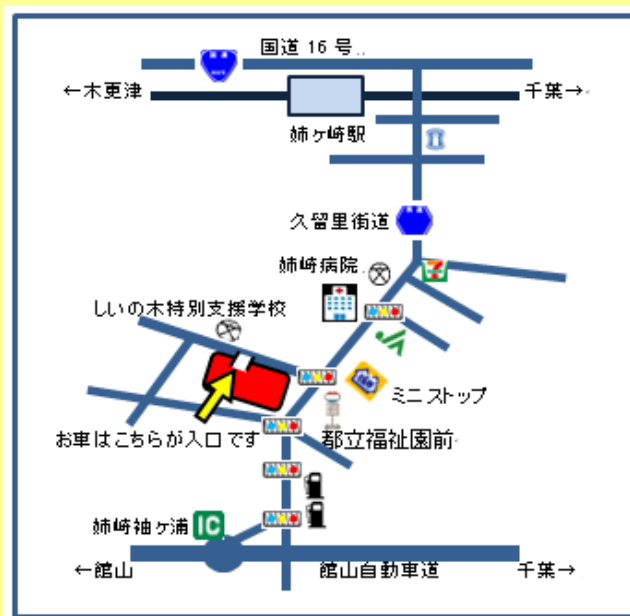 国道 16 号
←木更津
千葉→
姉ヶ崎駅
久留里街道
姉崎病院
7
しいの木特別支援学校
ミニストップ
お車はこちらが入口です
都立福祉園前
姉崎袖ヶ浦
IC
←館山
館山自動車道
千葉→